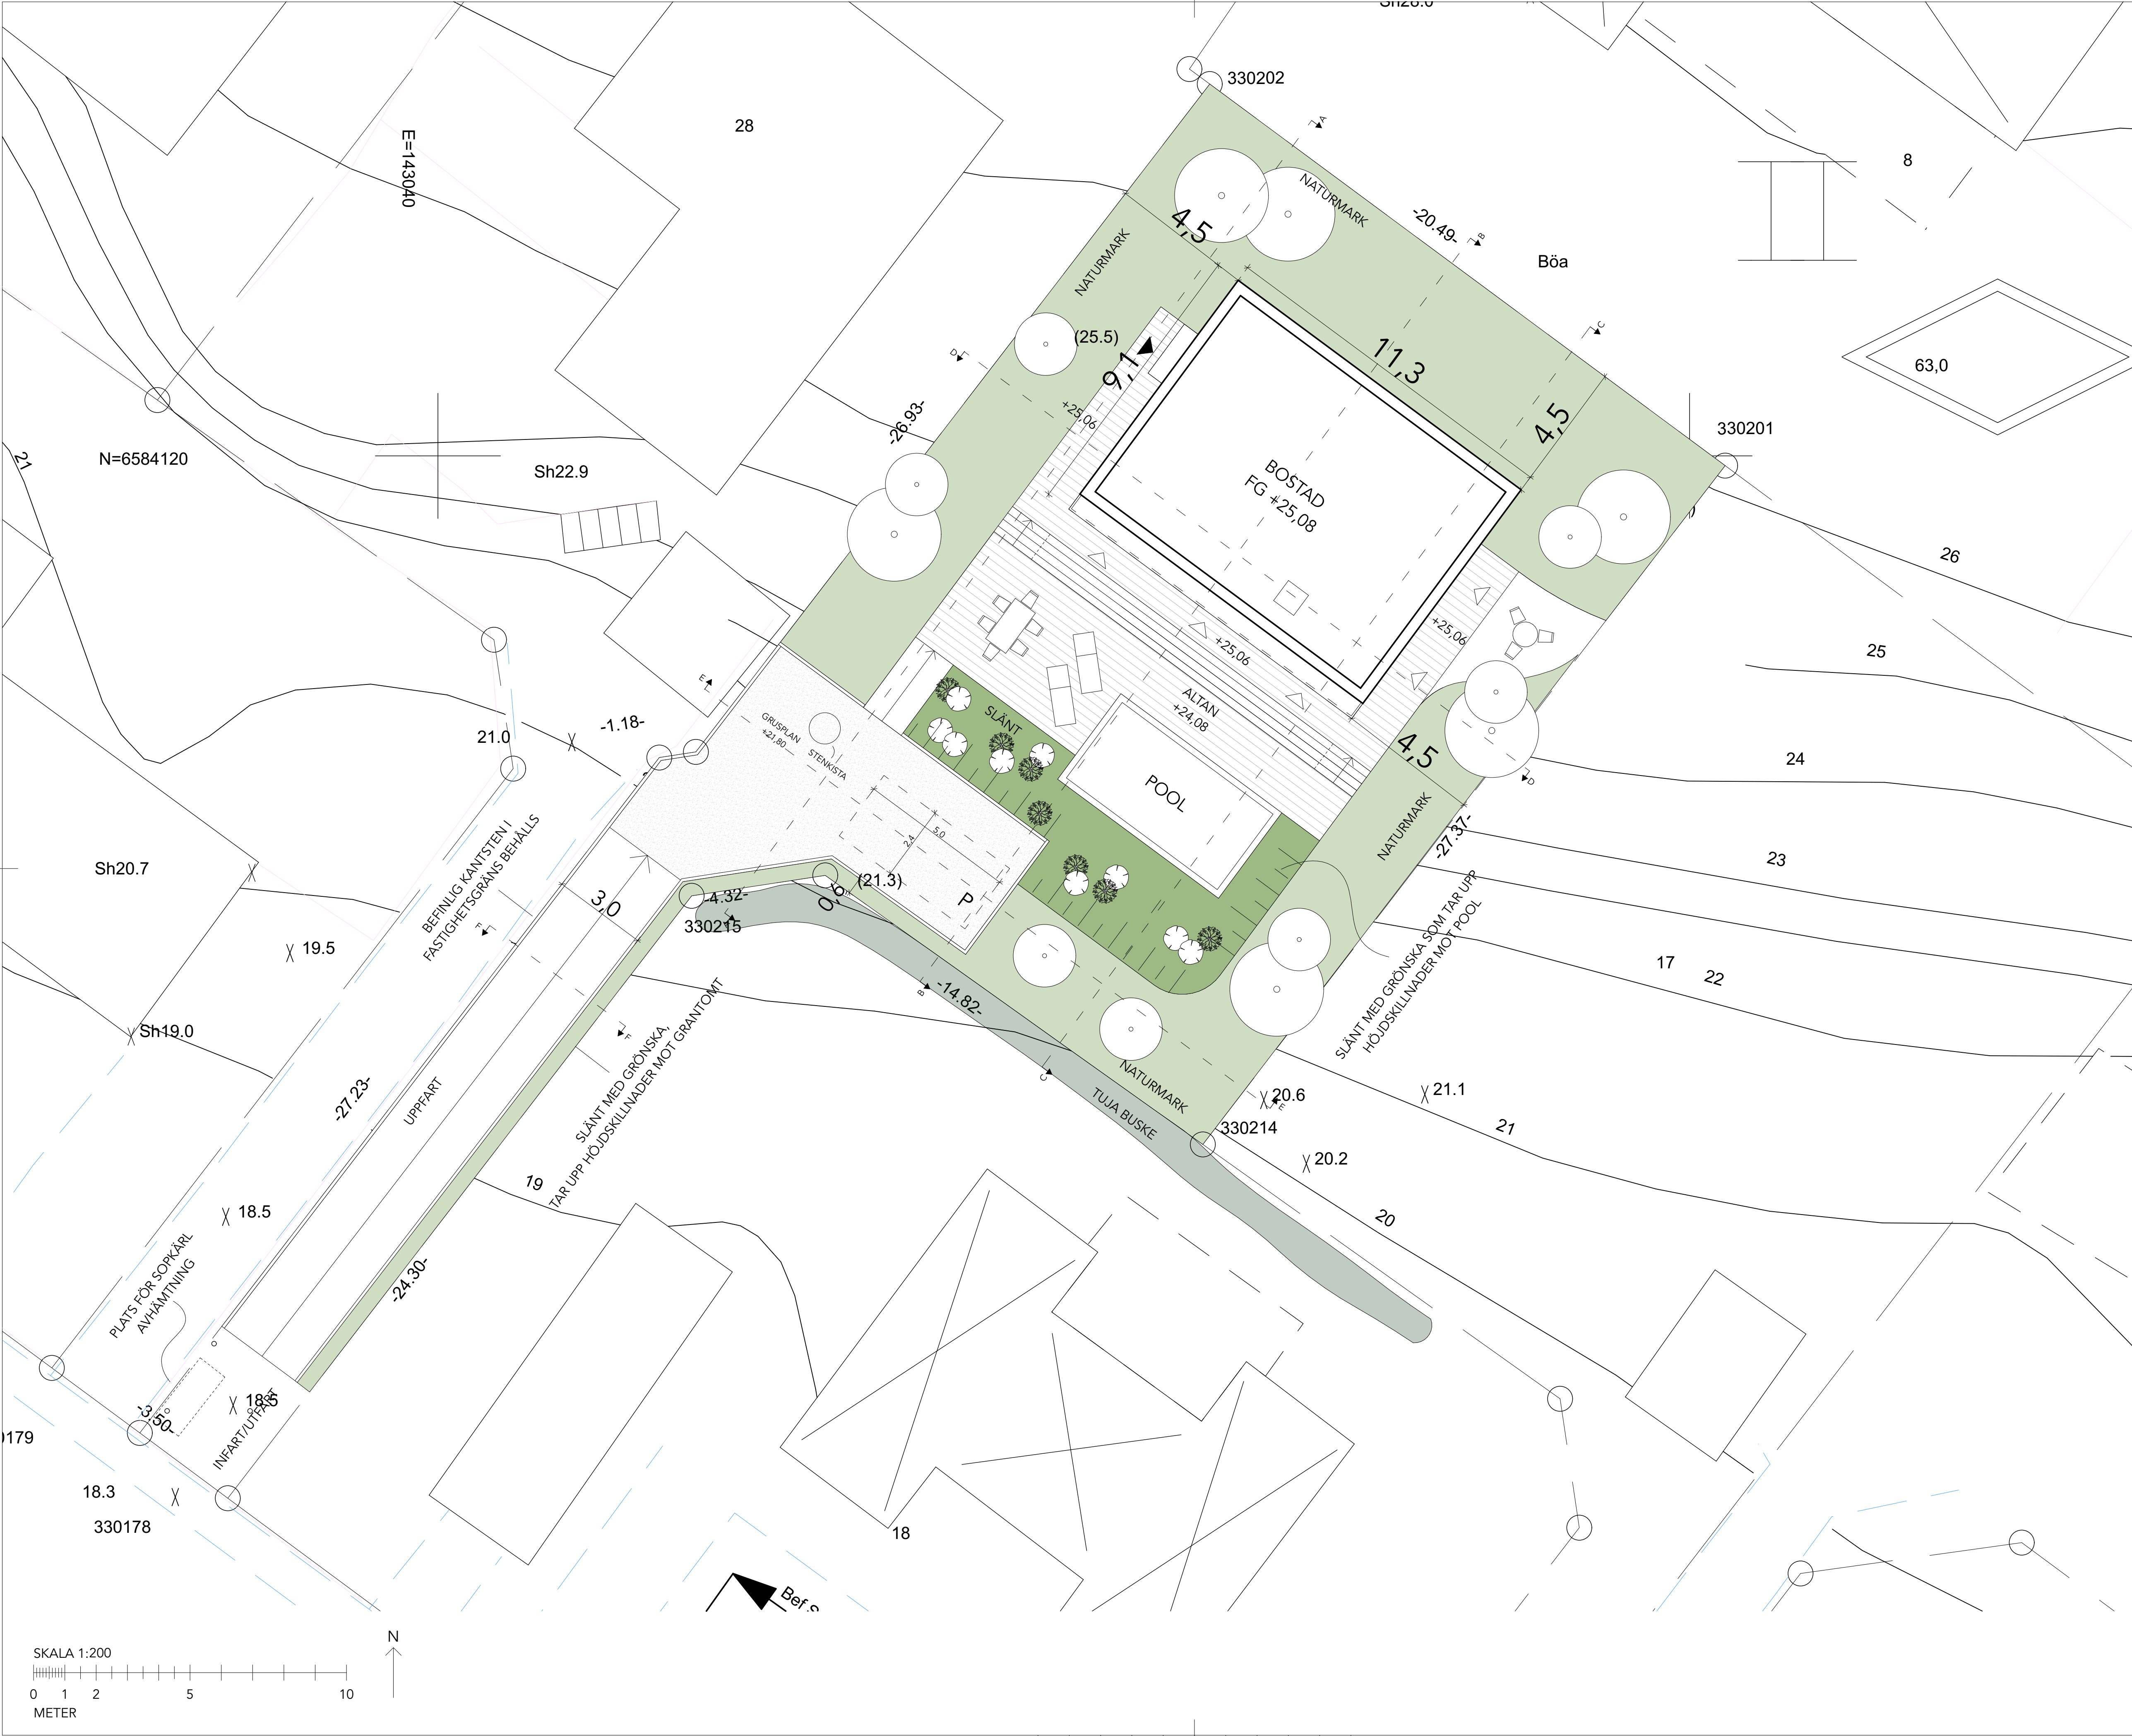 330202
28
E=143040
8
NATURMARK
-20.49-
4,5
Böa
NATURMARK
(25.5)
9,1
11,3
63,0
-26.93-
+25,06
4,5
330201
N=6584120
Sh22.9
21
BOSTAD
FG +25,08
26
+25,06
+25,06
25
ALTAN
+24,08
SLÄNT
-1.18-
21.0
GRUSPLAN
+21,80
STENKISTA
4,5
24
POOL
NATURMARK
-27.37-
23
BEFINLIG KANTSTEN I
FASTIGHETSGRÄNS BEHÅLLS
Sh20.7
2,4
5,0
P
3,0
-4.32-
(21.3)
330215
19.5
SLÄNT MED GRÖNSKA SOM TAR UPP
HÖJDSKILLNADER MOT POOL
17
22
-14.82-
Sh19.0
SLÄNT MED GRÖNSKA,
TAR UPP HÖJDSKILLNADER MOT GRANTOMT
-27.23-
UPPFART
NATURMARK
TUJA BUSKE
20.6
21.1
330214
21
20.2
19
18.5
20
PLATS FÖR SOPKÄRL
AVHÄMTNING
-24.30-
-3.50-
18.5
INFART/UTFART
18.3
330178
18
A
B
C
D
D
E
E
F
F
B
C
SKALA 1:200
0 1 2 5 10
METER
N